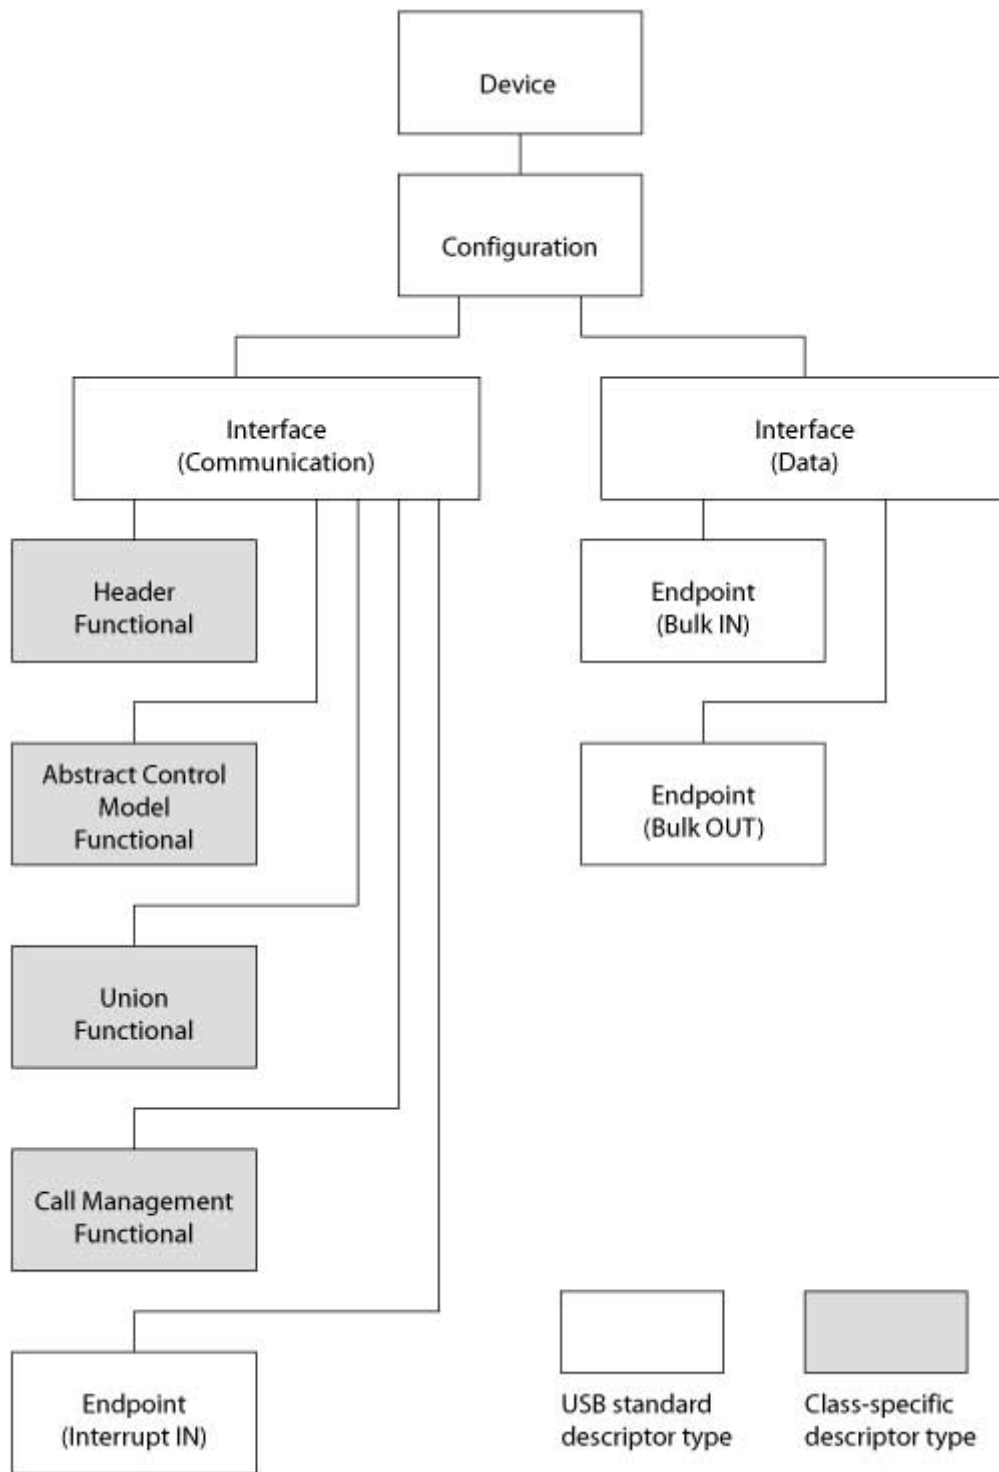 Device
Configuration
Interface
(Communication)
Interface
(Data)
Header
Functional
Endpoint
(Bulk IN)
Abstract Control
Model
Functional
Endpoint
(Bulk OUT)
Union
Functional
Call Management
Functional
Endpoint
(Interrupt IN)
USB standard
descriptor type
Class-specific
descriptor type